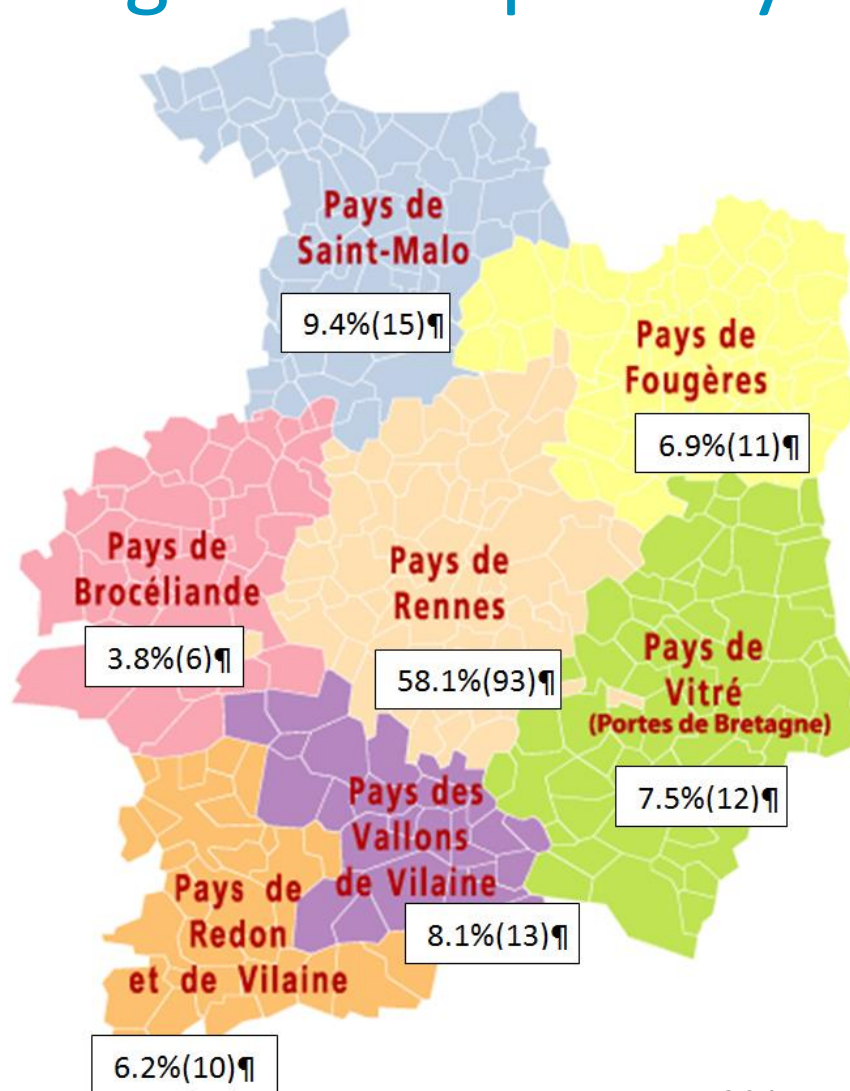 Pays de
Saint-Malo
9.4%(15)¶
Pays de
Fougères
6.9%(11)¶
Pays de
Brocéliande
3.8%(6)¶
Pays de
Rennes
58.1%(93)¶
Pays de
Vitré
(Portes de Bretagne)
7.5%(12)¶
Pays des
Vallons
de Vilaine
8.1%(13)¶
Pays de
Redon
et de Vilaine
6.2%(10)¶